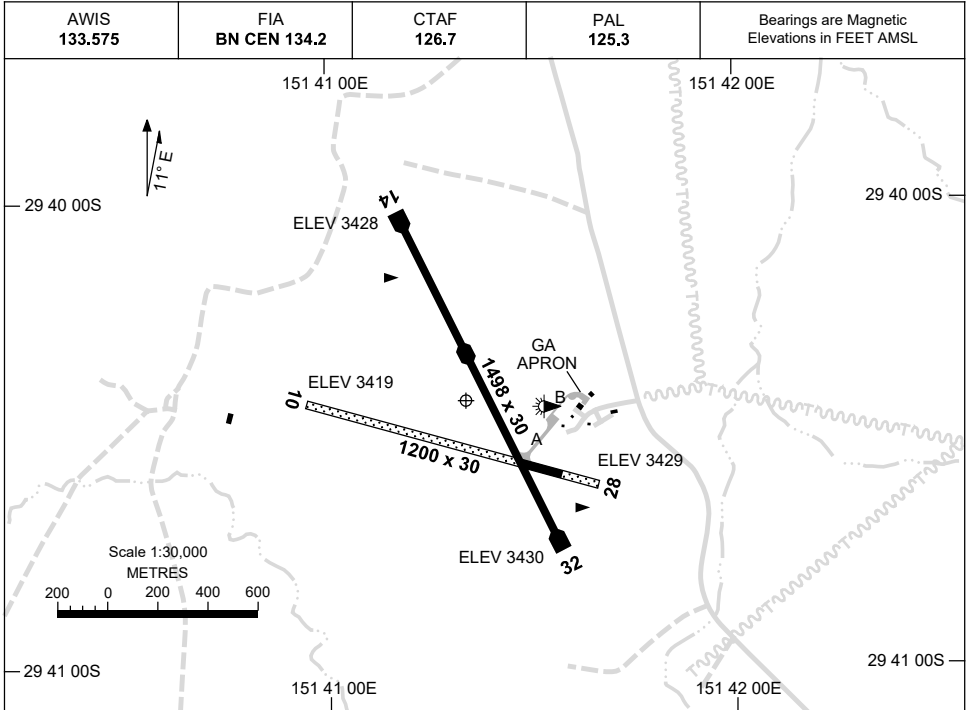 AWIS
133.575
FIA
BN CEN 134.2
CTAF
126.7
PAL
125.3
Bearings are Magnetic
Elevations in FEET AMSL
151 41 00E
151 42 00E
11° E
29 40 00S
29 40 00S
14
ELEV 3428
GA
APRON
1498 x 30
B
ELEV 3419
10
A
1200 x 30
ELEV 3429
28
ELEV 3430
32
Scale 1:30,000
METRES
200 0 200 400 600
T
T
T
T
T
T
T
T
29 41 00S
29 41 00S
151 41 00E
151 42 00E